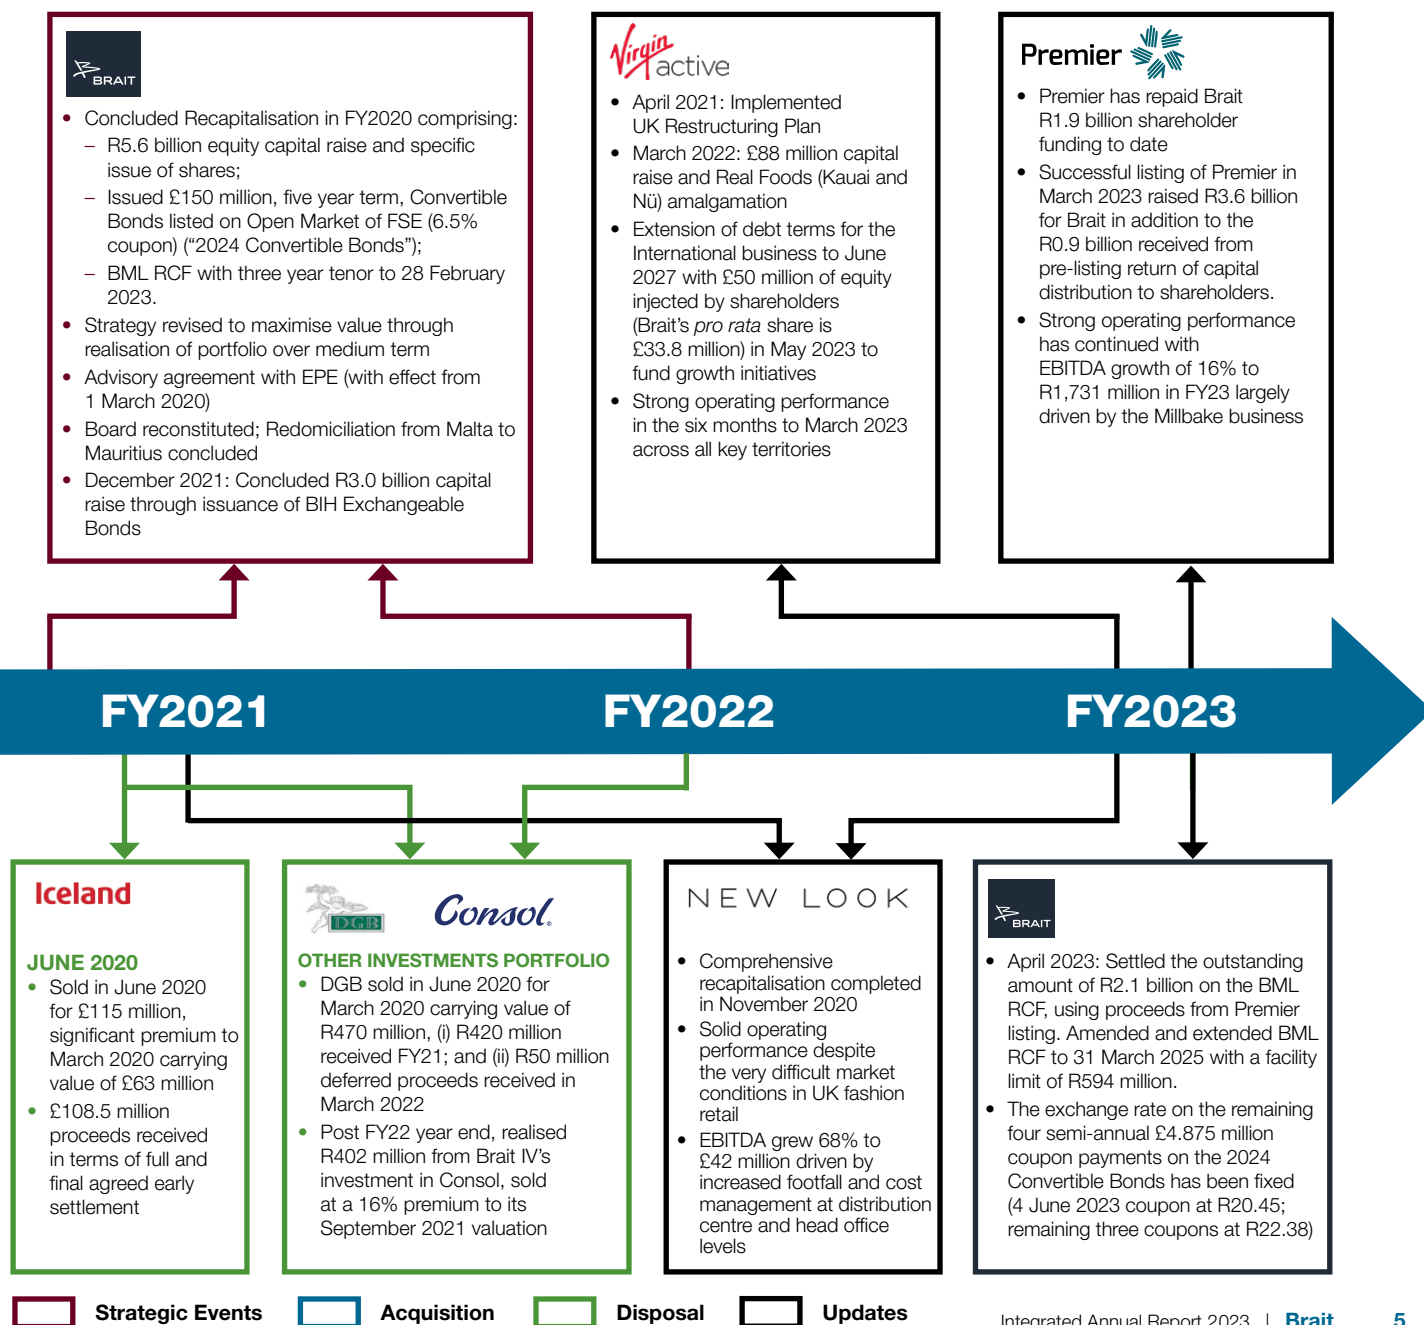 BRAIT
• Concluded Recapitalisation in FY2020 comprising:
– R5.6 billion equity capital raise and specific
issue of shares;
– Issued £150 million, five year term, Convertible
Bonds listed on Open Market of FSE (6.5%
coupon) (“2024 Convertible Bonds”);
– BML RCF with three year tenor to 28 February
2023.
• Strategy revised to maximise value through
realisation of portfolio over medium term
• Advisory agreement with EPE (with effect from
1 March 2020)
• Board reconstituted; Redomiciliation from Malta to
Mauritius concluded
• December 2021: Concluded R3.0 billion capital
raise through issuance of BIH Exchangeable
Bonds
Virgin
active
• April 2021: Implemented
UK Restructuring Plan
• March 2022: £88 million capital
raise and Real Foods (Kauai and
Nü) amalgamation
• Extension of debt terms for the
International business to June
2027 with £50 million of equity
injected by shareholders
(Brait’s pro rata share is
£33.8 million) in May 2023 to
fund growth initiatives
• Strong operating performance
in the six months to March 2023
across all key territories
Premier
• Premier has repaid Brait
R1.9 billion shareholder
funding to date
• Successful listing of Premier in
March 2023 raised R3.6 billion
for Brait in addition to the
R0.9 billion received from
pre-listing return of capital
distribution to shareholders.
• Strong operating performance
has continued with
EBITDA growth of 16% to
R1,731 million in FY23 largely
driven by the Millbake business
FY2021
FY2022
FY2023
Iceland
JUNE 2020
• Sold in June 2020
for £115 million,
significant premium to
March 2020 carrying
value of £63 million
• £108.5 million
proceeds received
in terms of full and
final agreed early
settlement
DGB
Consol.
OTHER INVESTMENTS PORTFOLIO
• DGB sold in June 2020 for
March 2020 carrying value of
R470 million, (i) R420 million
received FY21; and (ii) R50 million
deferred proceeds received in
March 2022
• Post FY22 year end, realised
R402 million from Brait IV’s
investment in Consol, sold
at a 16% premium to its
September 2021 valuation
NEW LOOK
• Comprehensive
recapitalisation completed
in November 2020
• Solid operating
performance despite
the very difficult market
conditions in UK fashion
retail
• EBITDA grew 68% to
£42 million driven by
increased footfall and cost
management at distribution
centre and head office
levels
BRAIT
• April 2023: Settled the outstanding
amount of R2.1 billion on the BML
RCF, using proceeds from Premier
listing. Amended and extended BML
RCF to 31 March 2025 with a facility
limit of R594 million.
• The exchange rate on the remaining
four semi-annual £4.875 million
coupon payments on the 2024
Convertible Bonds has been fixed
(4 June 2023 coupon at R20.45;
remaining three coupons at R22.38)
Strategic Events
Acquisition
Disposal
Updates
Integrated Annual Report 2023 | Brait 5